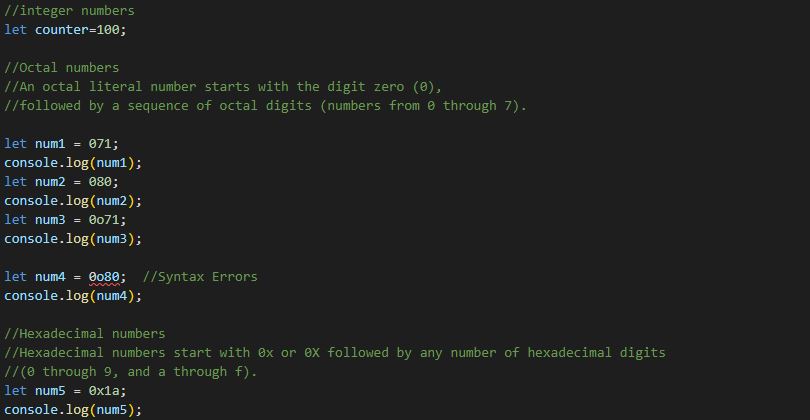 //integer numbers
let counter=100;
//Octal numbers
//An octal literal number starts with the digit zero (0),
//followed by a sequence of octal digits (numbers from 0 through 7).
let num1 = 071;
console.log(num1);
let num2 = 080;
console.log(num2);
let num3 = 0o71;
console.log(num3);
let num4 = 0o80;  //Syntax Errors
console.log(num4);
//Hexadecimal numbers
//Hexadecimal numbers start with 0x or 0X followed by any number of hexadecimal digits
//(0 through 9, and a through f).
let num5 = 0x1a;
console.log(num5);